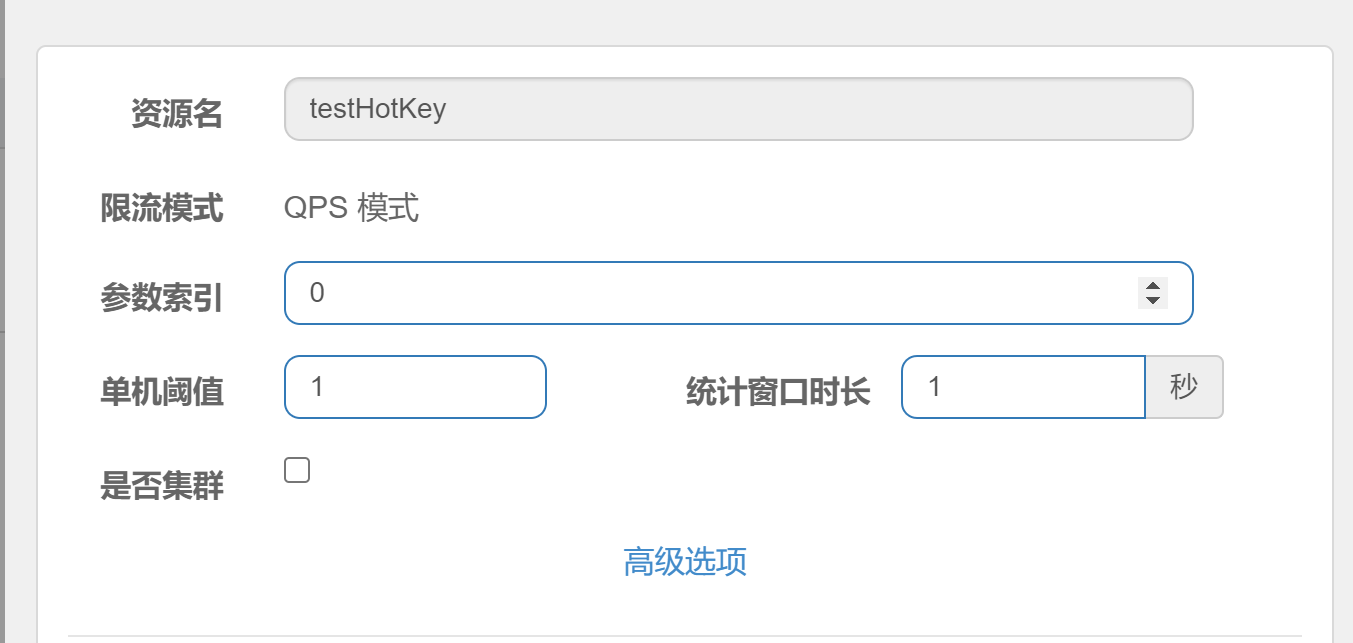 资源名 testHotKey
限流模式 QPS 模式
参数索引 0
单机阈值 1 统计窗口时长 1 秒
是否集群
高级选项